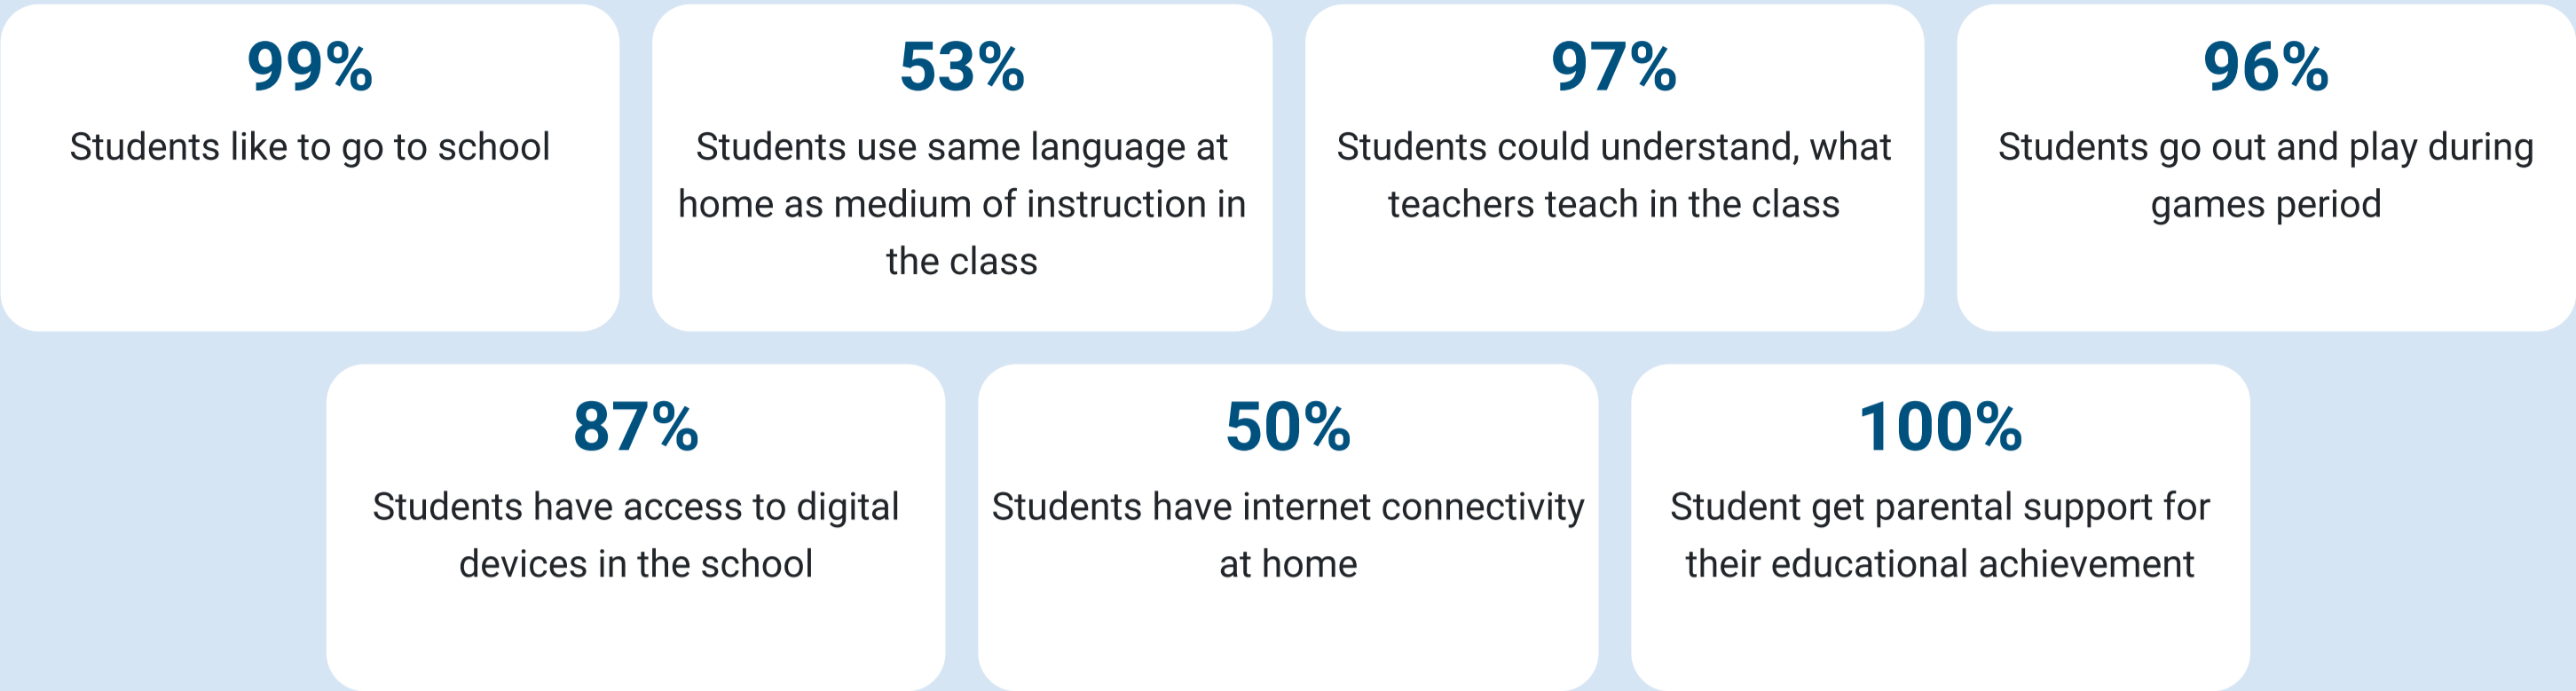 99%
Students like to go to school
53%
Students use same language at
home as medium of instruction in
the class
97%
Students could understand, what
teachers teach in the class
96%
Students go out and play during
games period
87%
Students have access to digital
devices in the school
50%
Students have internet connectivity
at home
100%
Student get parental support for
their educational achievement